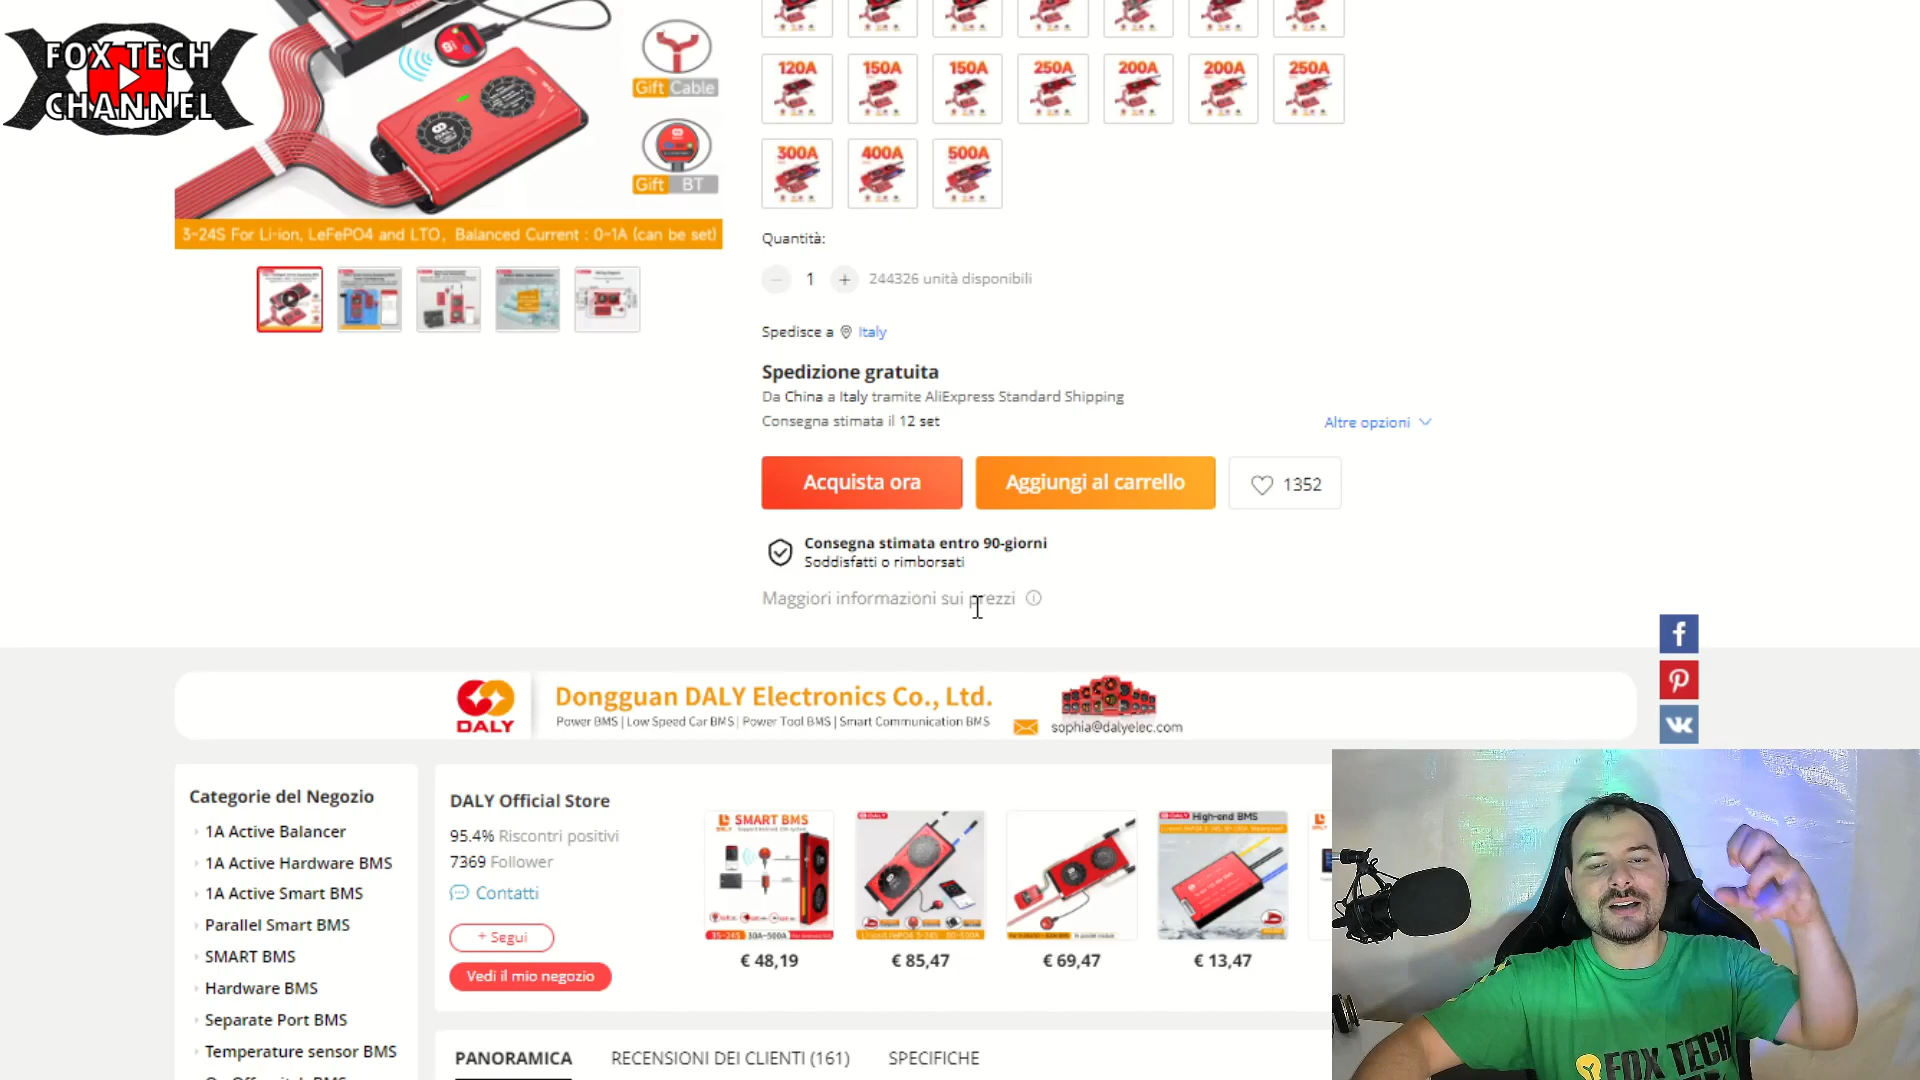 FOX TECH
CHANNEL
Gift Cable
DALY
Gift BT
3~24S For Li-ion, LeFePO4 and LTO, Balanced Current : 0~1A (can be set)
120A
150A
150A
250A
200A
200A
250A
300A
400A
500A
Quantità:
− 1 + 244326 unità disponibili
Spedisce a Italy
Spedizione gratuita
Da China a Italy tramite AliExpress Standard Shipping
Consegna stimata il 12 set
Altre opzioni
Acquista ora
Aggiungi al carrello
1352
Consegna stimata entro 90-giorni
Soddisfatti o rimborsati
Maggiori informazioni sui prezzi
DALY
Dongguan DALY Electronics Co., Ltd.
Power BMS | Low Speed Car BMS | Power Tool BMS | Smart Communication BMS
sophia@dalyelec.com
Categorie del Negozio
1A Active Balancer
1A Active Hardware BMS
1A Active Smart BMS
Parallel Smart BMS
SMART BMS
Hardware BMS
Separate Port BMS
Temperature sensor BMS
DALY Official Store
95.4% Riscontri positivi
7369 Follower
Contatti
+ Segui
Vedi il mio negozio
SMART BMS
3S-24S 30A-500A
€ 48,19
DALY
€ 85,47
€ 69,47
DALY High-end BMS
€ 13,47
PANORAMICA
RECENSIONI DEI CLIENTI (161)
SPECIFICHE
FOX TECH